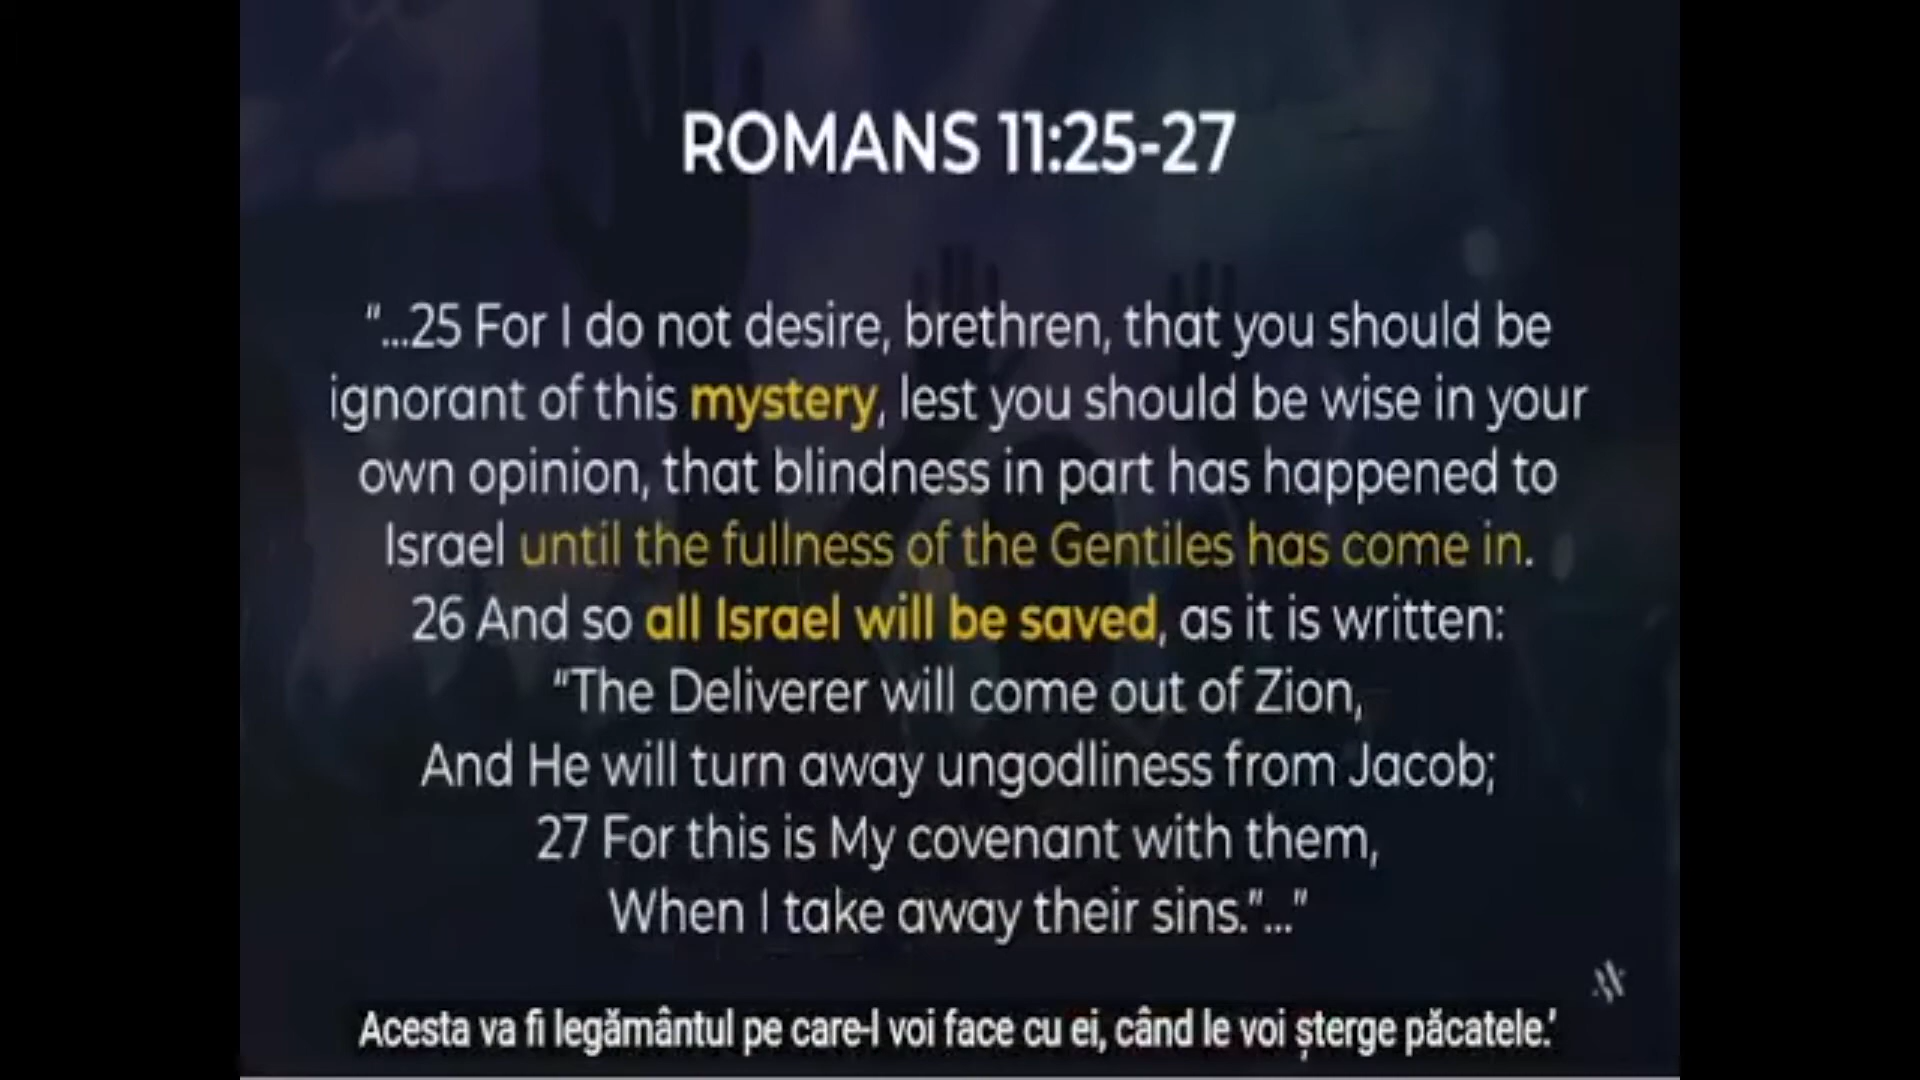 ROMANS 11:25-27
"...25 For I do not desire, brethren, that you should be
ignorant of this mystery, lest you should be wise in your
own opinion, that blindness in part has happened to
Israel until the fullness of the Gentiles has come in.
26 And so all Israel will be saved, as it is written:
"The Deliverer will come out of Zion,
And He will turn away ungodliness from Jacob;
27 For this is My covenant with them,
When I take away their sins."..."
Acesta va fi legământul pe care-l voi face cu ei, când le voi șterge păcatele.'